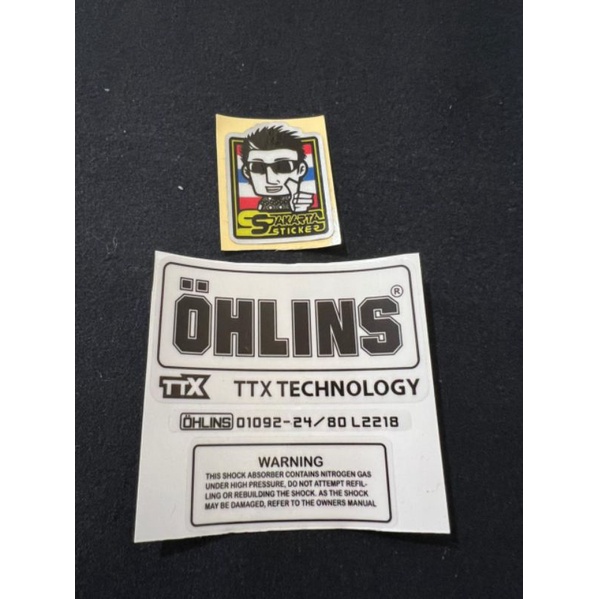 SS JAKARTA
STICKER
ÖHLINS®
TTX TTX TECHNOLOGY
ÖHLINS 01092-24/80 L2218
WARNING
THIS SHOCK ABSORBER CONTAINS NITROGEN GAS
UNDER HIGH PRESSURE, DO NOT ATTEMPT REFIL-
LING OR REBUILDING THE SHOCK. AS THE SHOCK
MAY BE DAMAGED, REFER TO THE OWNERS MANUAL